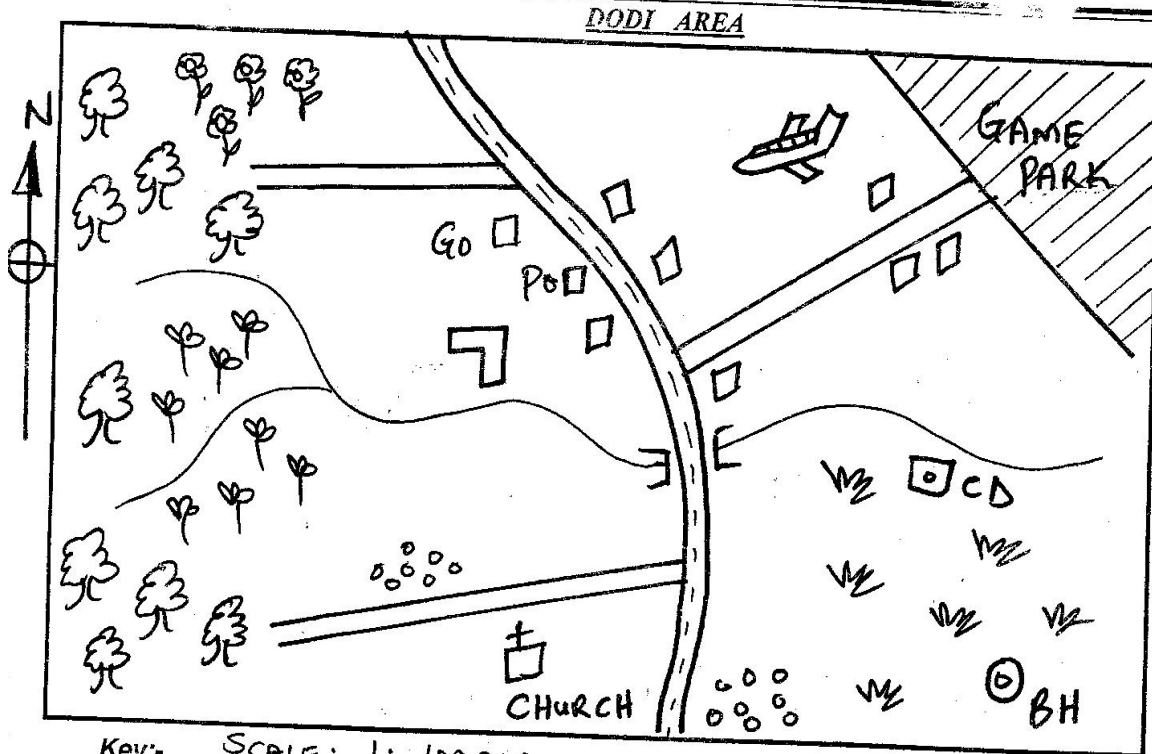 DODI AREA
N
GAME
PARK
Go
Po
CD
CHURCH
BH
Key:- SCALE: